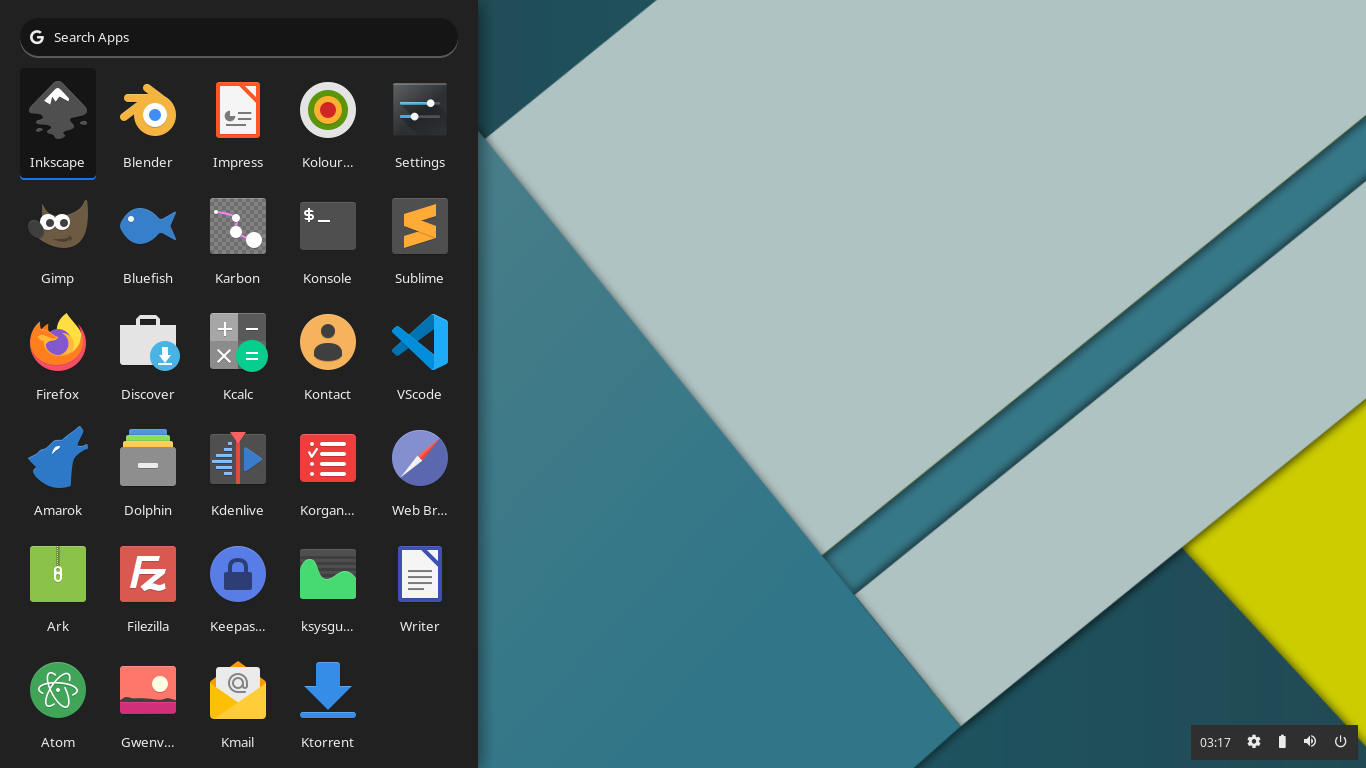 Search Apps
Inkscape
Blender
Impress
Kolour...
Settings
Gimp
Bluefish
Karbon
Konsole
Sublime
Firefox
Discover
Kcalc
Kontact
VScode
Amarok
Dolphin
Kdenlive
Korgan...
Web Br...
Ark
Filezilla
Keepas...
ksysgu...
Writer
Atom
Gwenv...
Kmail
Ktorrent
03:17